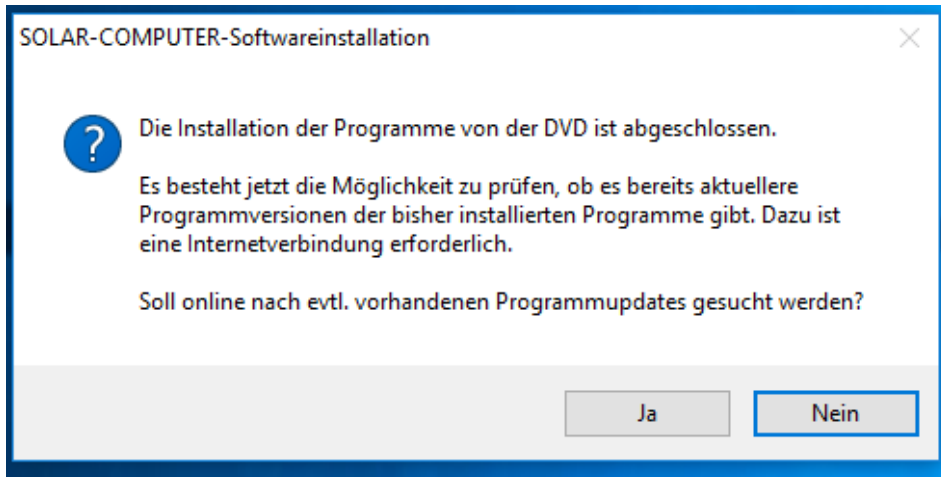 SOLAR-COMPUTER-Softwareinstallation
Die Installation der Programme von der DVD ist abgeschlossen.
Es besteht jetzt die Möglichkeit zu prüfen, ob es bereits aktuellere
Programmversionen der bisher installierten Programme gibt. Dazu ist
eine Internetverbindung erforderlich.
Soll online nach evtl. vorhandenen Programmupdates gesucht werden?
Ja
Nein